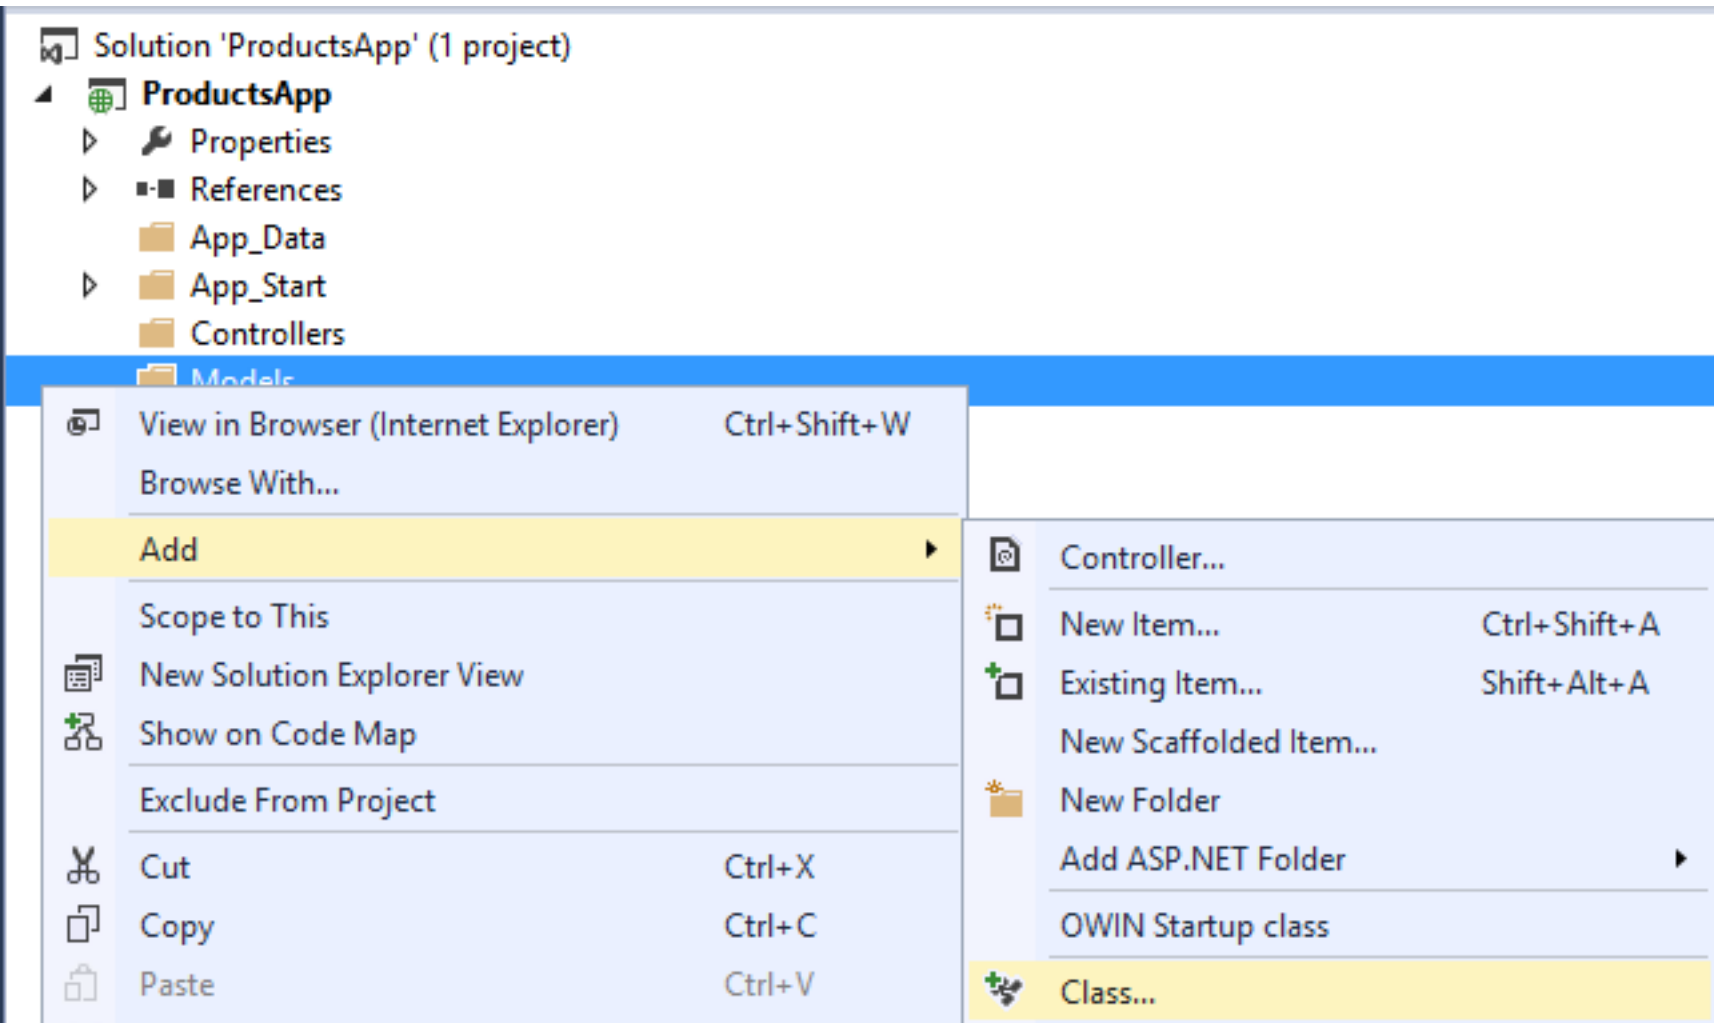 Solution 'ProductsApp' (1 project)
ProductsApp
Properties
References
App_Data
App_Start
Controllers
Models
View in Browser (Internet Explorer) Ctrl+Shift+W
Browse With...
Add
Scope to This
New Solution Explorer View
Show on Code Map
Exclude From Project
Cut Ctrl+X
Copy Ctrl+C
Paste Ctrl+V
Controller...
New Item... Ctrl+Shift+A
Existing Item... Shift+Alt+A
New Scaffolded Item...
New Folder
Add ASP.NET Folder
OWIN Startup class
Class...